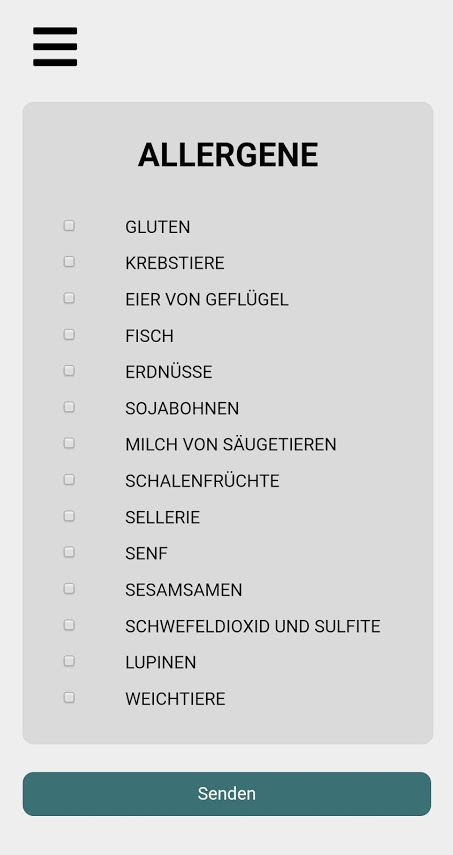 ALLERGENE
GLUTEN
KREBSTIERE
EIER VON GEFLÜGEL
FISCH
ERDNÜSSE
SOJABOHNEN
MILCH VON SÄUGETIEREN
SCHALENFRÜCHTE
SELLERIE
SENF
SESAMSAMEN
SCHWEFELDIOXID UND SULFITE
LUPINEN
WEICHTIERE
Senden